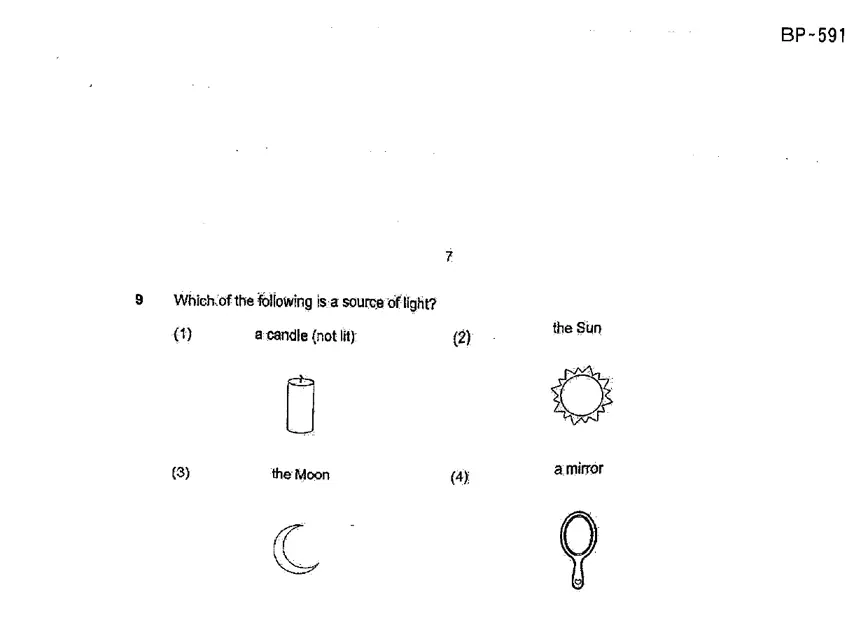 BP-591
7
9 Which of the following is a source of light?
(1) a candle (not lit) (2) the Sun
(3) the Moon (4) a mirror